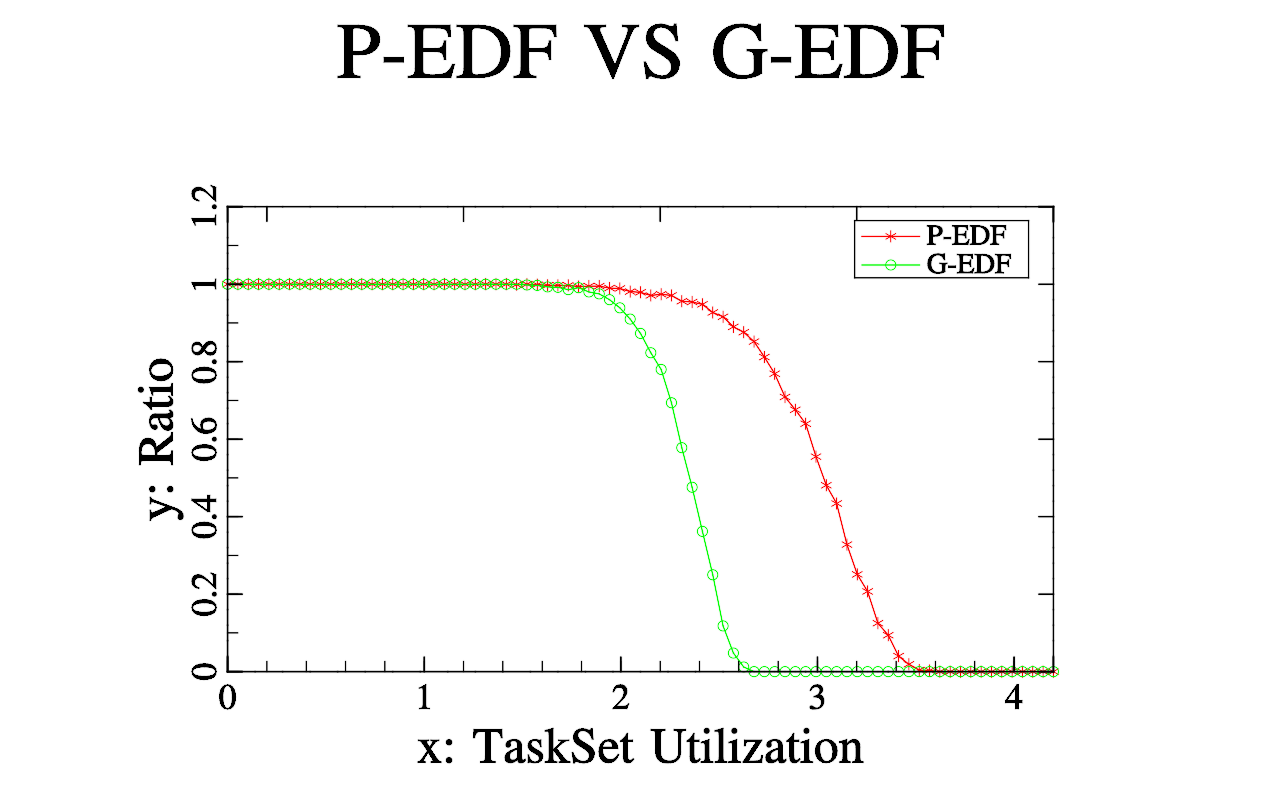 P-EDF VS G-EDF
1.2
1
0.8
0.6
0.4
0.2
0
y: Ratio
P-EDF
G-EDF
0 1 2 3 4
x: TaskSet Utilization